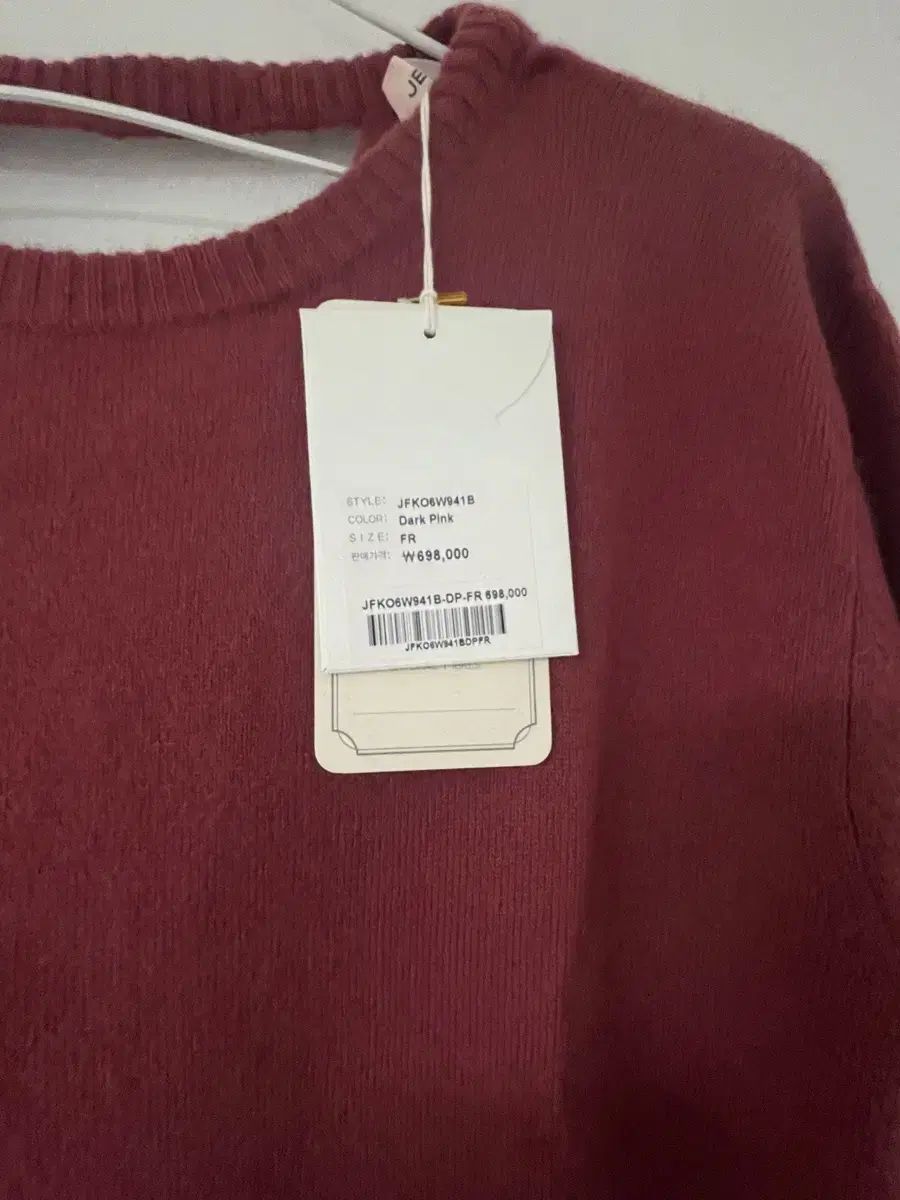 JE
STYLE: JFKO6W941B
COLOR: Dark Pink
SIZE: FR
판매가격: ₩698,000
JFKO6W941B-DP-FR 698,000
JFKO6W941BDPFR